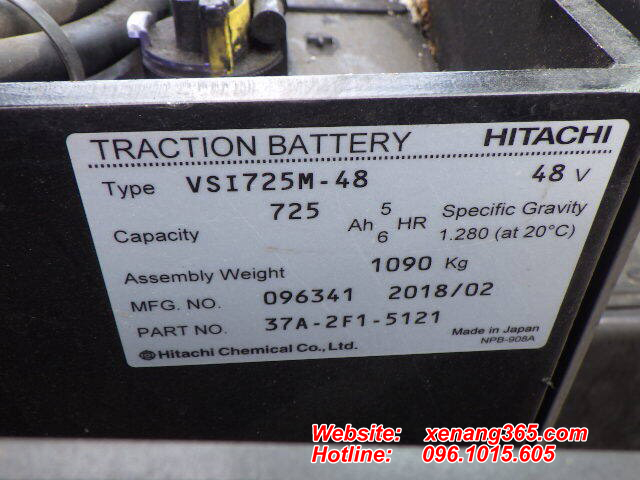 TRACTION BATTERY HITACHI
Type VSI725M-48 48 V
Capacity 725 Ah 5 6 HR Specific Gravity 1.280 (at 20°C)
Assembly Weight 1090 Kg
MFG. NO. 096341 2018/02
PART NO. 37A-2F1-5121
Made in Japan
NPB-908A
Hitachi Chemical Co., Ltd.
Website: xenang365.com
Hotline: 096.1015.605